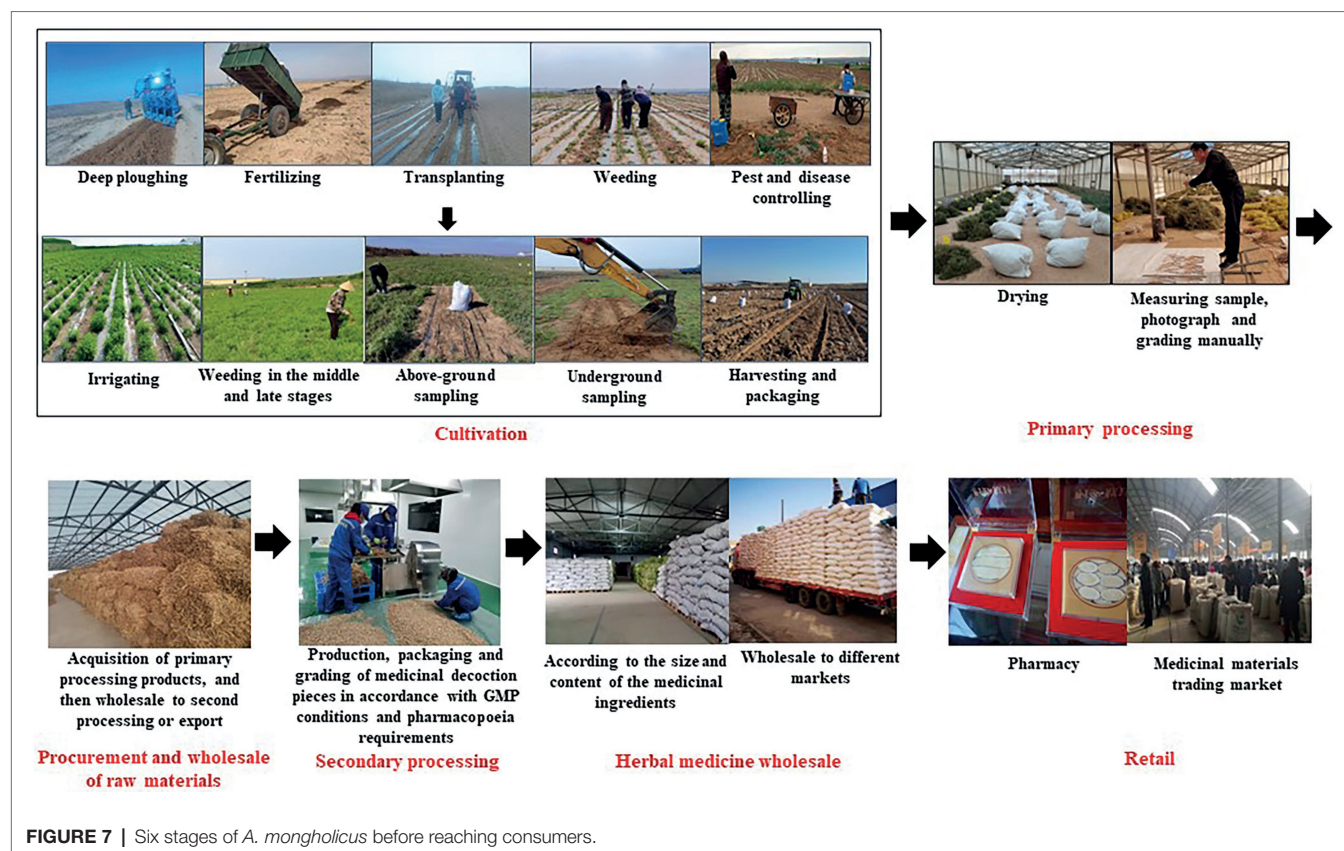 Deep ploughing
Fertilizing
Transplanting
Weeding
Pest and disease
controlling
Irrigating
Weeding in the middle
and late stages
Above-ground
sampling
Underground
sampling
Harvesting and
packaging
Cultivation
Drying
Measuring sample,
photograph and
grading manually
Primary processing
Acquisition of primary
processing products, and
then wholesale to second
processing or export
Procurement and wholesale
of raw materials
Production, packaging and
grading of medicinal decoction
pieces in accordance with GMP
conditions and pharmacopoeia
requirements
Secondary processing
According to the size and
content of the medicinal
ingredients
Wholesale to different
markets
Herbal medicine wholesale
Pharmacy
Medicinal materials
trading market
Retail
FIGURE 7 | Six stages of A. mongholicus before reaching consumers.